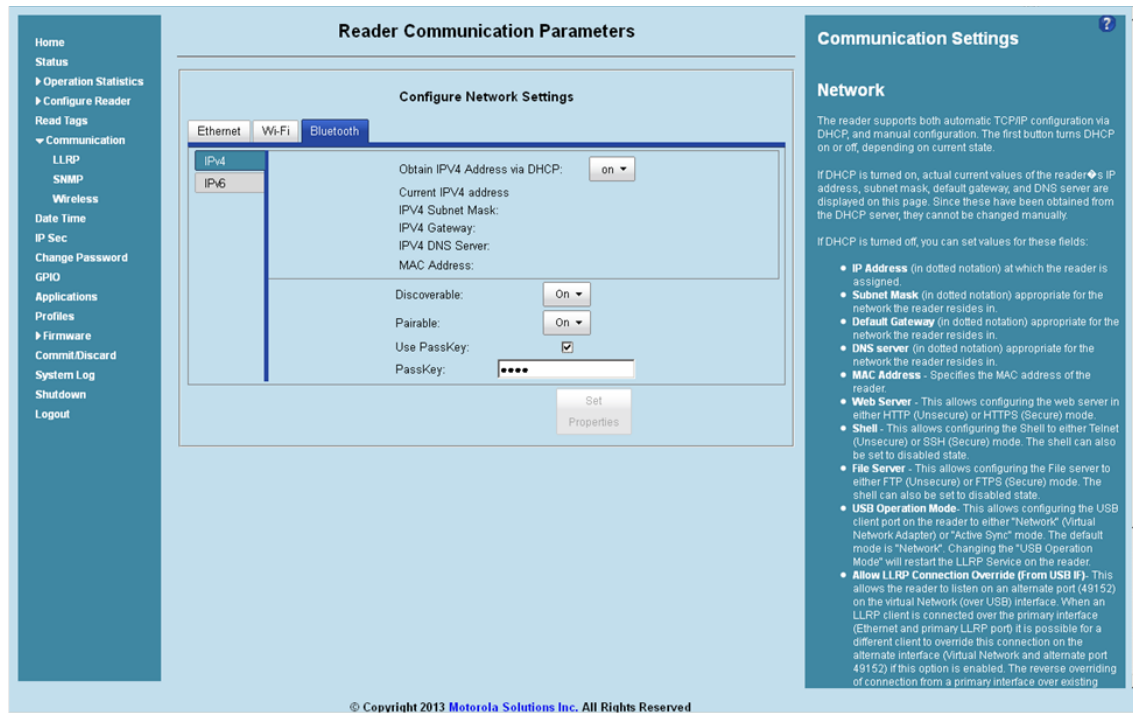 Home
Status
Operation Statistics
Configure Reader
Read Tags
Communication
LLRP
SNMP
Wireless
Date Time
IP Sec
Change Password
GPIO
Applications
Profiles
Firmware
Commit/Discard
System Log
Shutdown
Logout
Reader Communication Parameters
Configure Network Settings
Ethernet Wi-Fi Bluetooth
IPv4
IPv6
Obtain IPV4 Address via DHCP: on
Current IPV4 address
IPV4 Subnet Mask:
IPV4 Gateway:
IPV4 DNS Server:
MAC Address:
Discoverable: On
Pairable: On
Use PassKey:
PassKey: ●●●●
Set
Properties
?
Communication Settings
Network
The reader supports both automatic TCP/IP configuration via
DHCP, and manual configuration. The first button turns DHCP
on or off, depending on current state.
If DHCP is turned on, actual current values of the reader�s IP
address, subnet mask, default gateway, and DNS server are
displayed on this page. Since these have been obtained from
the DHCP server, they cannot be changed manually.
If DHCP is turned off, you can set values for these fields:
● IP Address (in dotted notation) at which the reader is
assigned.
● Subnet Mask (in dotted notation) appropriate for the
network the reader resides in.
● Default Gateway (in dotted notation) appropriate for the
network the reader resides in.
● DNS server (in dotted notation) appropriate for the
network the reader resides in.
● MAC Address - Specifies the MAC address of the
reader.
● Web Server - This allows configuring the web server in
either HTTP (Unsecure) or HTTPS (Secure) mode.
● Shell - This allows configuring the Shell to either Telnet
(Unsecure) or SSH (Secure) mode. The shell can also
be set to disabled state.
● File Server - This allows configuring the File server to
either FTP (Unsecure) or FTPS (Secure) mode. The
shell can also be set to disabled state.
● USB Operation Mode- This allows configuring the USB
client port on the reader to either "Network" (Virtual
Network Adapter) or "Active Sync" mode. The default
mode is "Network". Changing the "USB Operation
Mode" will restart the LLRP Service on the reader.
● Allow LLRP Connection Override (From USB IF)- This
allows the reader to listen on an alternate port (49152)
on the virtual Network (over USB) interface. When an
LLRP client is connected over the primary interface
(Ethernet and primary LLRP port) it is possible for a
different client to override this connection on the
alternate interface (Virtual Network and alternate port
49152) if this option is enabled. The reverse overriding
of connection from a primary interface over existing
© Copyright 2013 Motorola Solutions Inc. All Rights Reserved